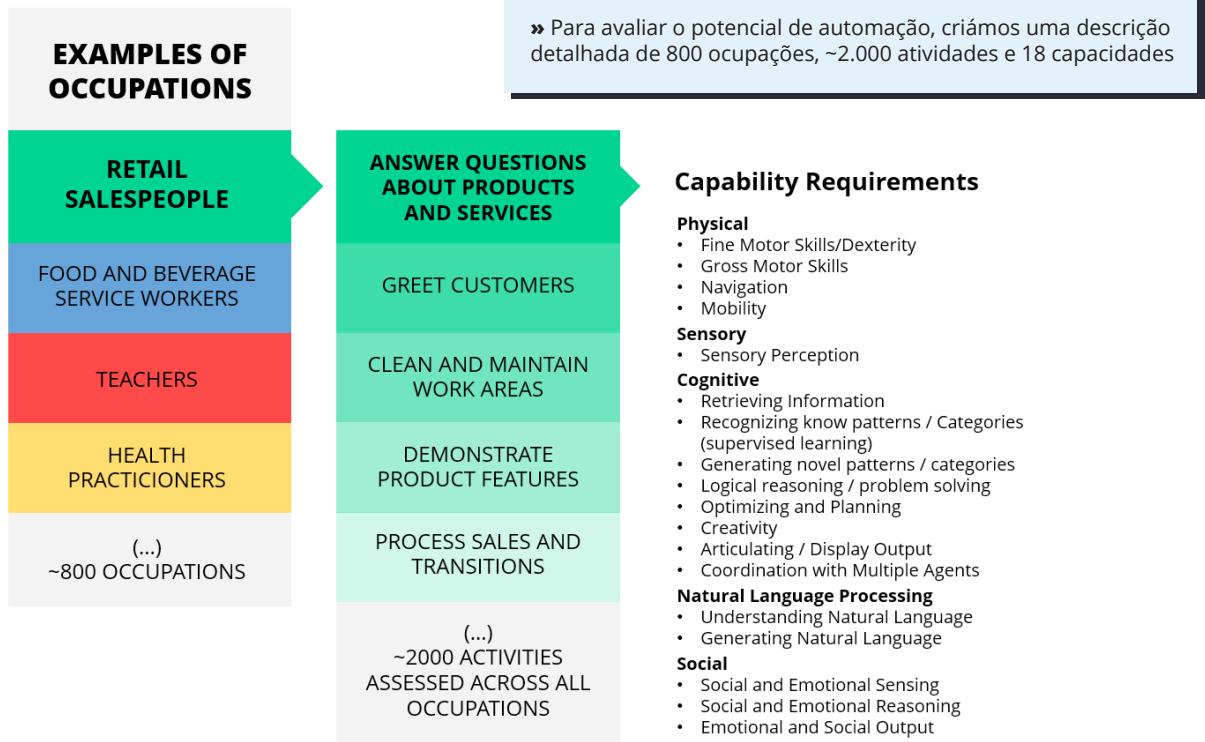 EXAMPLES OF
OCCUPATIONS
» Para avaliar o potencial de automação, criámos uma descrição
detalhada de 800 ocupações, ~2.000 atividades e 18 capacidades
RETAIL
SALESPEOPLE
FOOD AND BEVERAGE
SERVICE WORKERS
TEACHERS
HEALTH
PRACTICIONERS
(...)
~800 OCCUPATIONS
ANSWER QUESTIONS
ABOUT PRODUCTS
AND SERVICES
GREET CUSTOMERS
CLEAN AND MAINTAIN
WORK AREAS
DEMONSTRATE
PRODUCT FEATURES
PROCESS SALES AND
TRANSITIONS
(...)
~2000 ACTIVITIES
ASSESSED ACROSS ALL
OCCUPATIONS
Capability Requirements
Physical
• Fine Motor Skills/Dexterity
• Gross Motor Skills
• Navigation
• Mobility
Sensory
• Sensory Perception
Cognitive
• Retrieving Information
• Recognizing know patterns / Categories
(supervised learning)
• Generating novel patterns / categories
• Logical reasoning / problem solving
• Optimizing and Planning
• Creativity
• Articulating / Display Output
• Coordination with Multiple Agents
Natural Language Processing
• Understanding Natural Language
• Generating Natural Language
Social
• Social and Emotional Sensing
• Social and Emotional Reasoning
• Emotional and Social Output